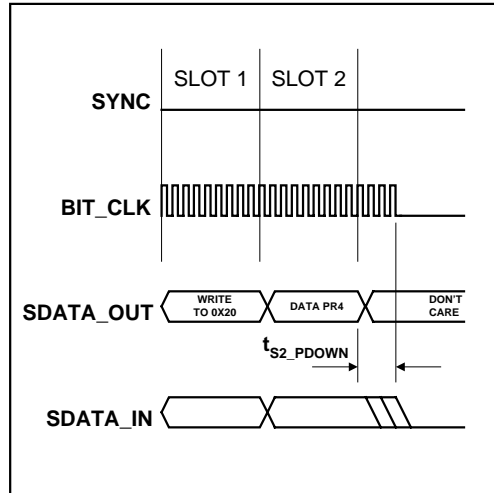 SLOT 1 SLOT 2
SYNC
BIT_CLK
SDATA_OUT
WRITE
TO 0X20
DATA PR4
DON'T
CARE
tS2_PDOWN
SDATA_IN